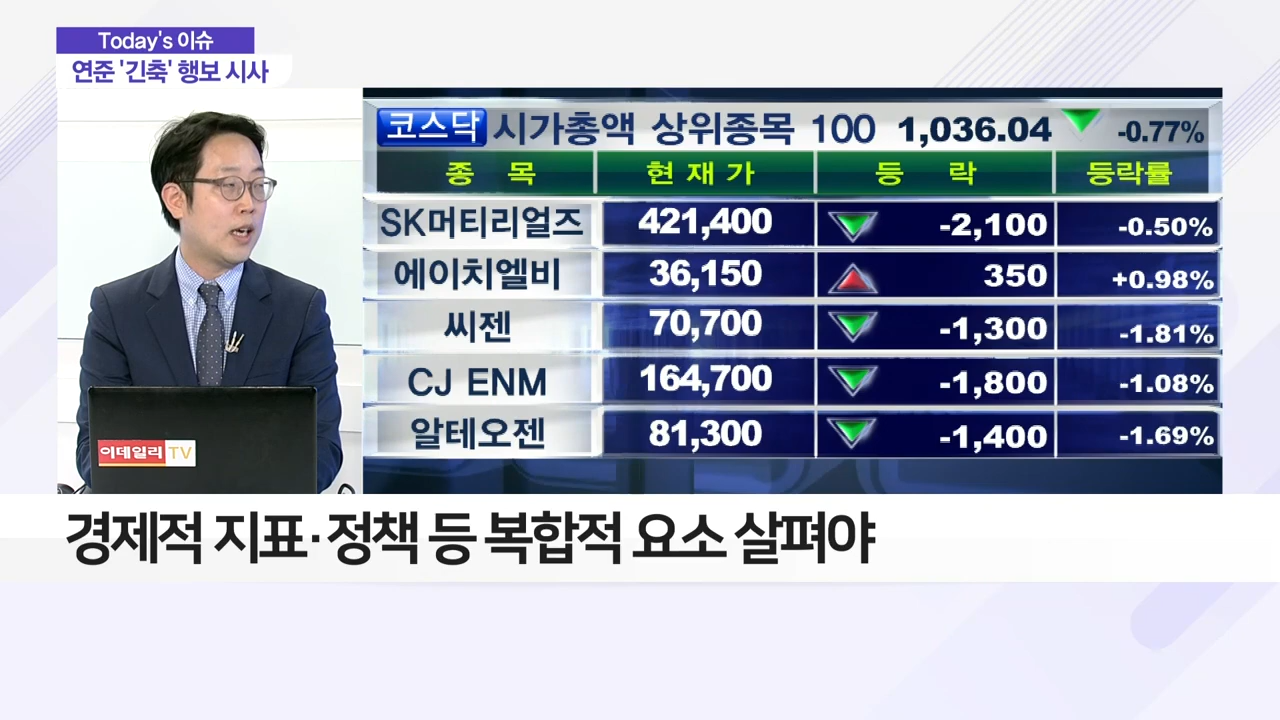 Today's 이슈
연준 '긴축' 행보 시사
코스닥 시가총액 상위종목 100 1,036.04 -0.77%
종 목 현 재 가 등 락 등락률
SK머티리얼즈 421,400 -2,100 -0.50%
에이치엘비 36,150 350 +0.98%
씨젠 70,700 -1,300 -1.81%
CJ ENM 164,700 -1,800 -1.08%
알테오젠 81,300 -1,400 -1.69%
이데일리 TV
경제적 지표·정책 등 복합적 요소 살펴야